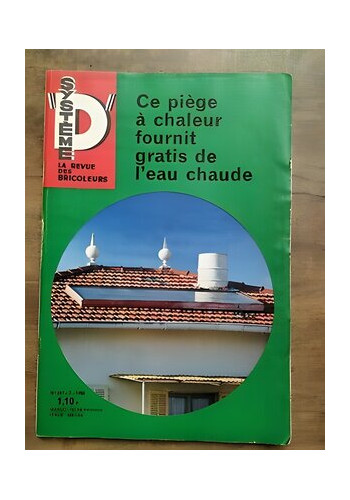 SYSTÈME
"D"
LA REVUE
DES
BRICOLEURS
Ce piège
à chaleur
fournit
gratis de
l'eau chaude
1,10 F